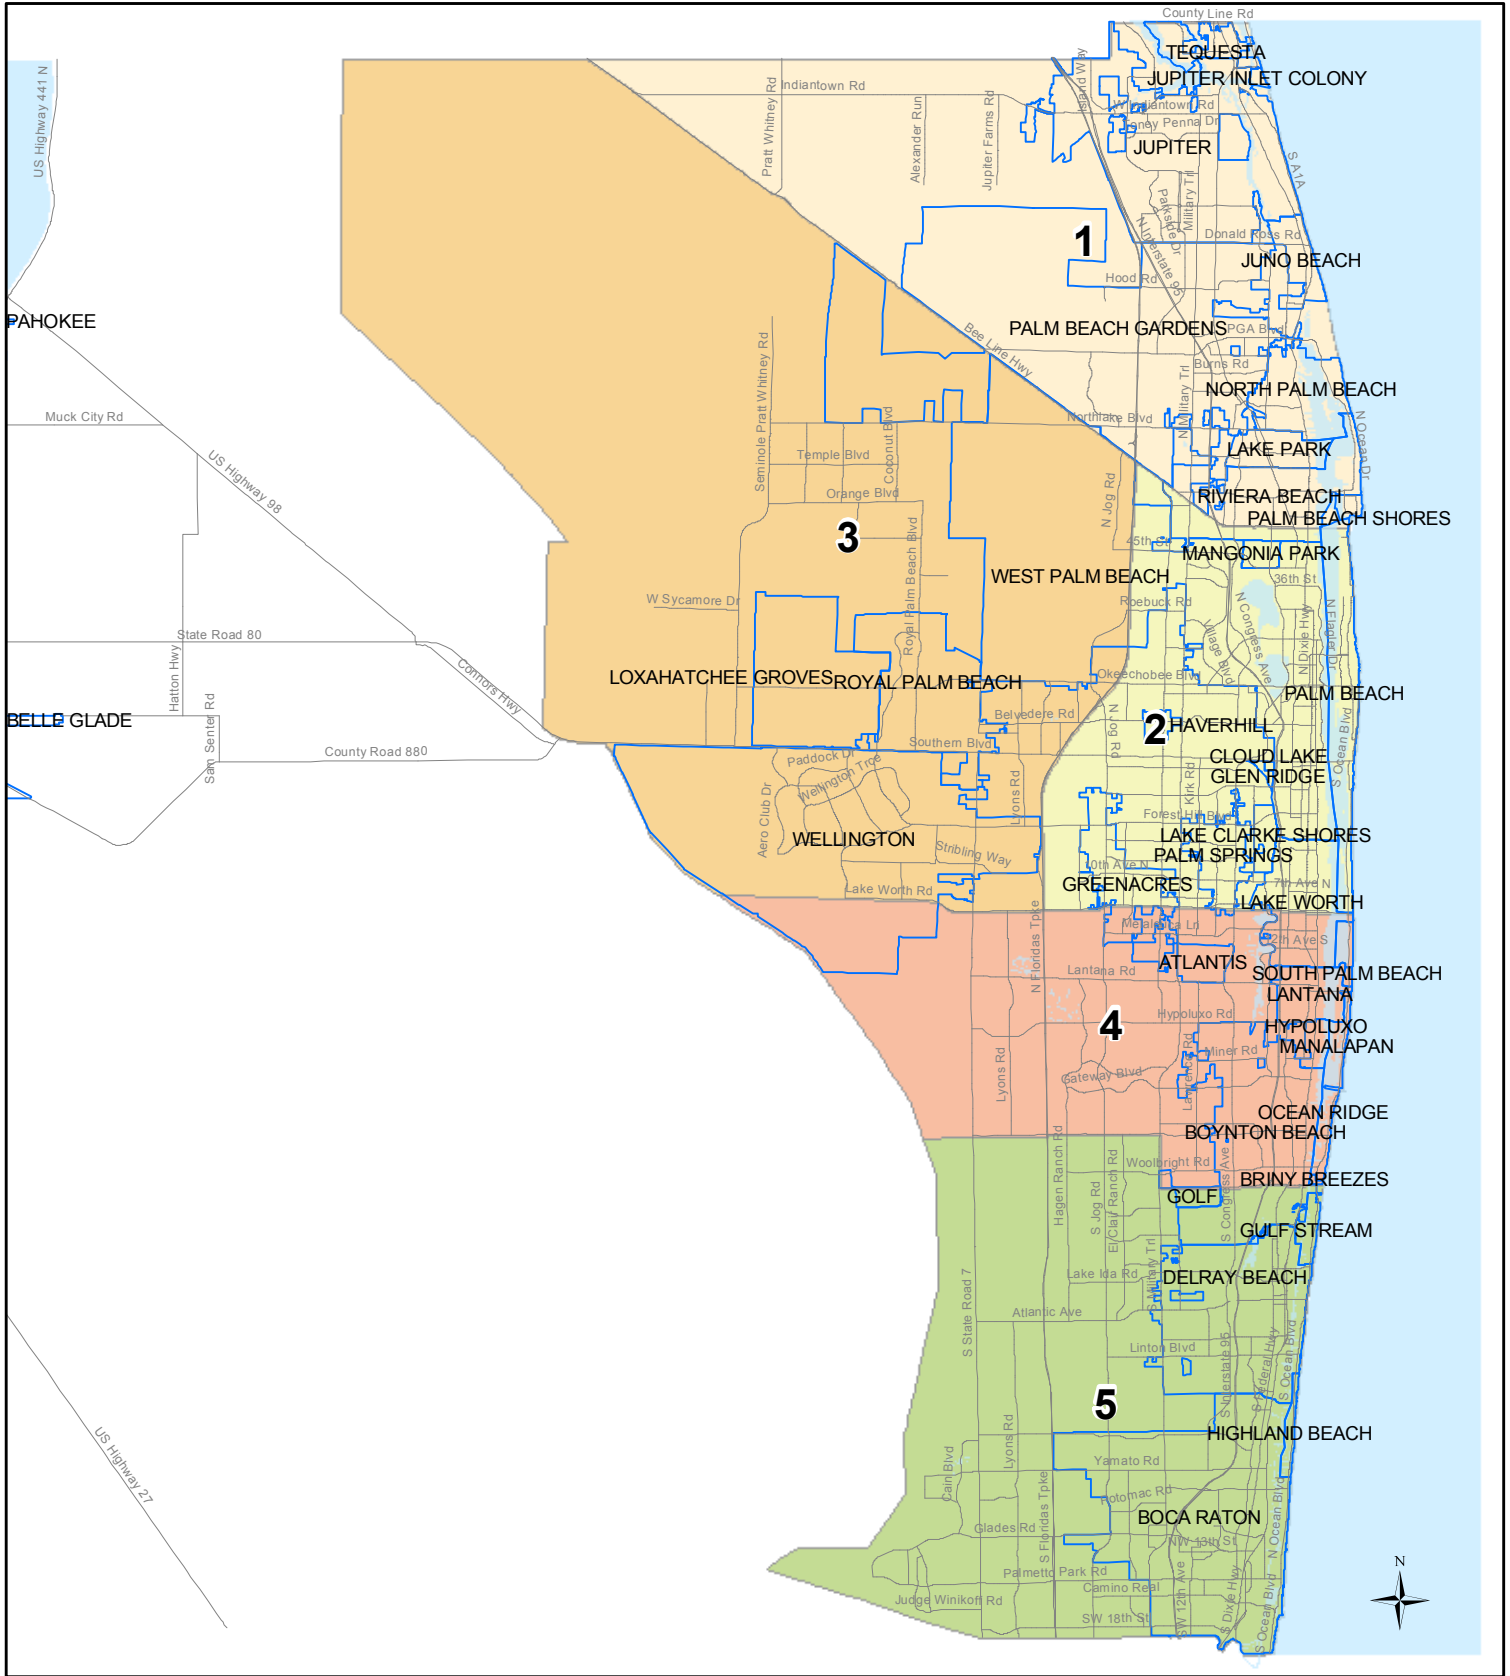 County Line Rd
TEQUESTA
JUPITER INLET COLONY
US Highway 441 N
Pratt Whitney Rd
Indiantown Rd
Alexander Run
Jupiter Farms Rd
Island Way
W Indiantown Rd
Toney Penna Dr
JUPITER
S A1A
Parkside Dr
Military Trl
N Interstate 95
Donald Ross Rd
1
JUNO BEACH
Hood Rd
PAHOKEE
PALM BEACH GARDENS
PGA Blvd
Bee Line Hwy
Burns Rd
Seminole Pratt Whitney Rd
N Military Trl
NORTH PALM BEACH
Muck City Rd
Coconut Blvd
Northlake Blvd
N Ocean Dr
Temple Blvd
LAKE PARK
US Highway 98
Orange Blvd
N Jog Rd
RIVIERA BEACH
PALM BEACH SHORES
3
Royal Palm Beach Blvd
45th St
MANGONIA PARK
WEST PALM BEACH
36th St
W Sycamore Dr
Roebuck Rd
N Congress Ave
N Dixie Hwy
N Flagler Dr
State Road 80
Village Blvd
Hatton Hwy
Connors Hwy
LOXAHATCHEE GROVES
ROYAL PALM BEACH
Okeechobee Blvd
PALM BEACH
Sam Senter Rd
BELLE GLADE
Belvedere Rd
N Jog Rd
2
HAVERHILL
S Ocean Blvd
County Road 880
Southern Blvd
Paddock Dr
CLOUD LAKE
GLEN RIDGE
Wellington Trce
Aero Club Dr
Lyons Rd
Kirk Rd
Forest Hill Blvd
WELLINGTON
LAKE CLARKE SHORES
Stribling Way
PALM SPRINGS
10th Ave N
GREENACRES
7th Ave N
Lake Worth Rd
LAKE WORTH
N Floridas Tpke
Melaleuca Ln
12th Ave S
ATLANTIS
Lantana Rd
SOUTH PALM BEACH
LANTANA
Hypoluxo Rd
4
HYPOLUXO
MANALAPAN
Miner Rd
Lyons Rd
Gateway Blvd
Lawrence Rd
OCEAN RIDGE
BOYNTON BEACH
Hagen Ranch Rd
Woolbright Rd
BRINY BREEZES
GOLF
S Jog Rd
El Clair Ranch Rd
S Congress Ave
GULF STREAM
Lake Ida Rd
S Military Trl
DELRAY BEACH
S State Road 7
Atlantic Ave
Linton Blvd
S Interstate 95
S Federal Hwy
S Ocean Blvd
5
HIGHLAND BEACH
Lyons Rd
US Highway 27
Cain Blvd
Yamato Rd
S Floridas Tpke
Potomac Rd
BOCA RATON
N Ocean Blvd
Glades Rd
NW 13th St
N
Palmetto Park Rd
Camino Real
Judge Winikoff Rd
SW 18th St
SW 12th Ave
S Dixie Hwy
S Ocean Blvd